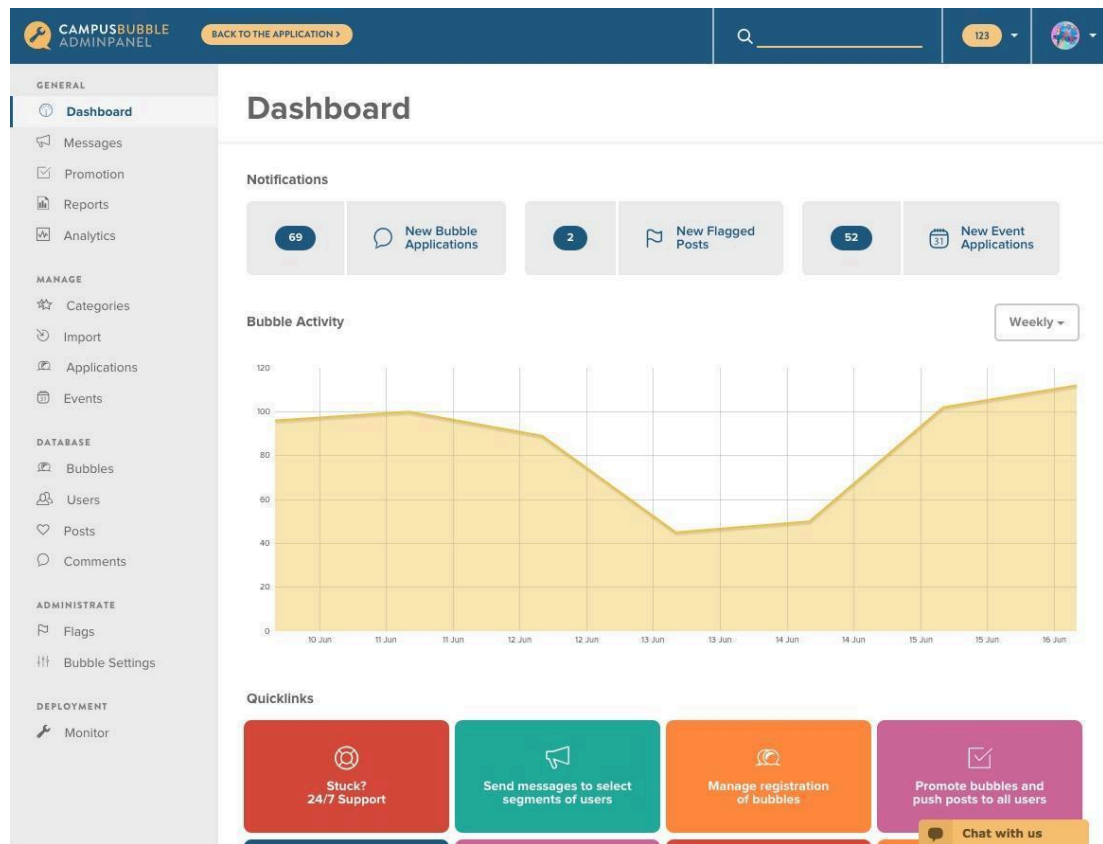 CAMPUSBUBBLE
ADMINPANEL
BACK TO THE APPLICATION >
123
GENERAL
Dashboard
Messages
Promotion
Reports
Analytics
MANAGE
Categories
Import
Applications
31
Events
DATABASE
Bubbles
Users
Posts
Comments
ADMINISTRATE
Flags
Bubble Settings
DEPLOYMENT
Monitor
Dashboard
Notifications
69
New Bubble
Applications
2
New Flagged
Posts
52
31
New Event
Applications
Bubble Activity
Weekly
120
100
80
60
40
20
0
10 Jun 11 Jun 11 Jun 12 Jun 12 Jun 13 Jun 13 Jun 14 Jun 14 Jun 15 Jun 15 Jun 16 Jun
Quicklinks
Stuck?
24/7 Support
Send messages to select
segments of users
Manage registration
of bubbles
Promote bubbles and
push posts to all users
Chat with us